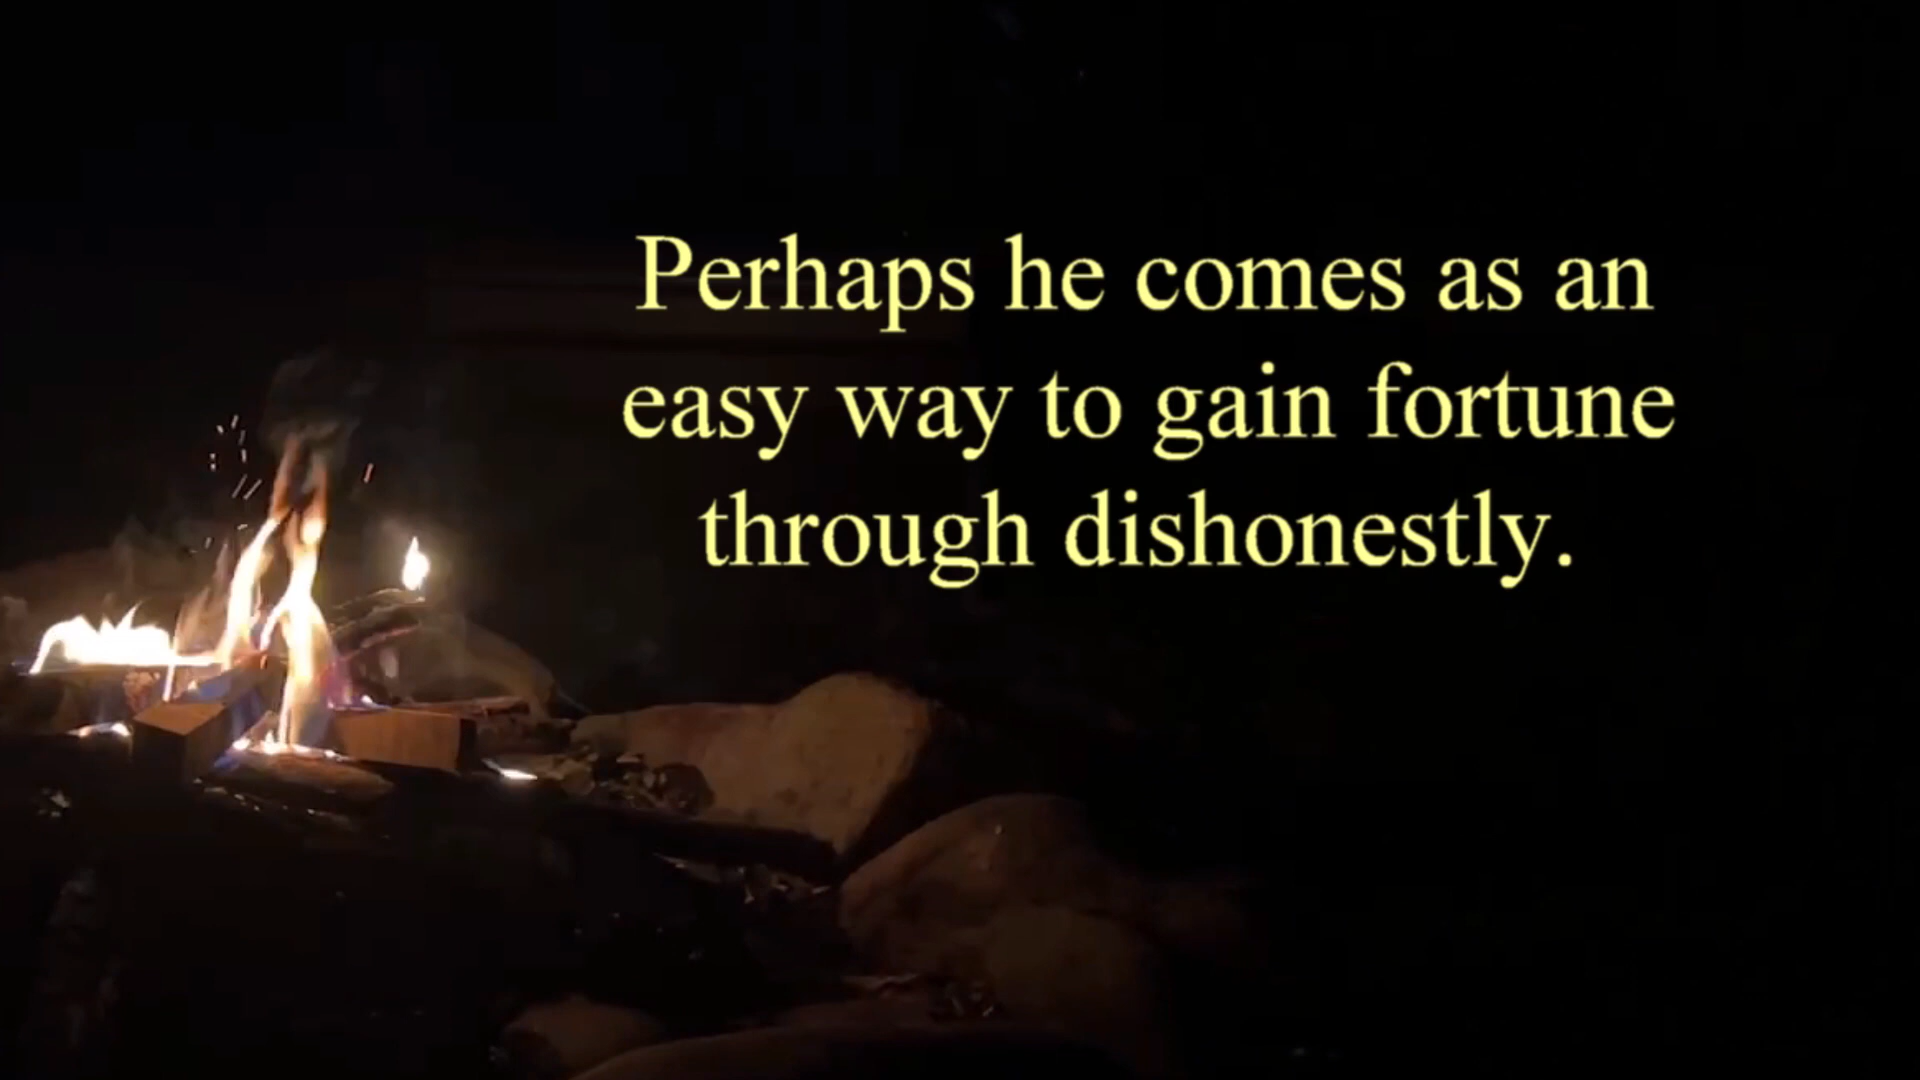 Perhaps he comes as an
easy way to gain fortune
through dishonestly.